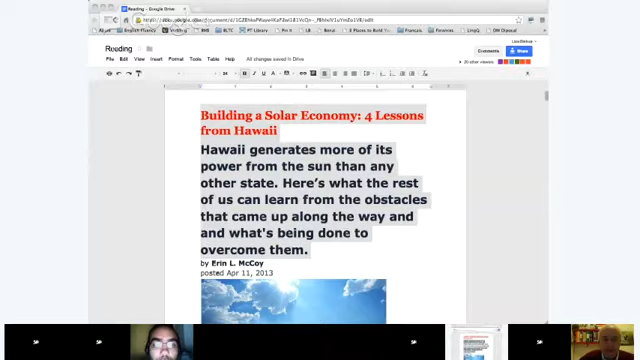 Reading - Google Drive
Reading
File Edit View Insert Format Tools Table Help All changes saved in Drive
Comments Share
Building a Solar Economy: 4 Lessons
from Hawaii
Hawaii generates more of its
power from the sun than any
other state. Here's what the rest
of us can learn from the obstacles
that came up along the way and
and what's being done to
overcome them.
by Erin L. McCoy
posted Apr 11, 2013